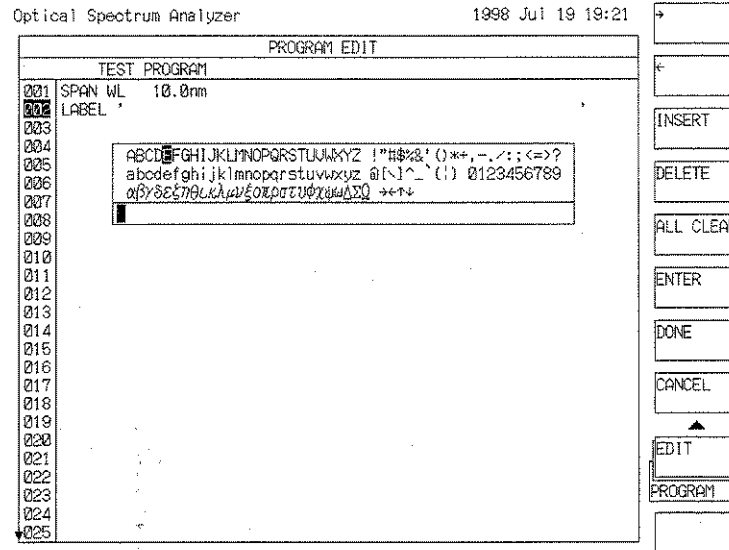 Optical Spectrum Analyzer 1998 Jul 19 19:21
PROGRAM EDIT
TEST PROGRAM
001 SPAN WL 10.0nm
002 LABEL ' '
003
004
005
006
007
008
009
010
011
012
013
014
015
016
017
018
019
020
021
022
023
024
025
ABCDEFGHIJKLMNOPQRSTUVWXYZ !"#$%&'()*+,-./:;<=>?
abcdefghijklmnopqrstuvwxyz @[\]^_`{¦} 0123456789
αβγδεξηθικλμνξοπρστυφχψωΔΣΩ →←↑↓
→
←
INSERT
DELETE
ALL CLEA
ENTER
DONE
CANCEL
EDIT
PROGRAM